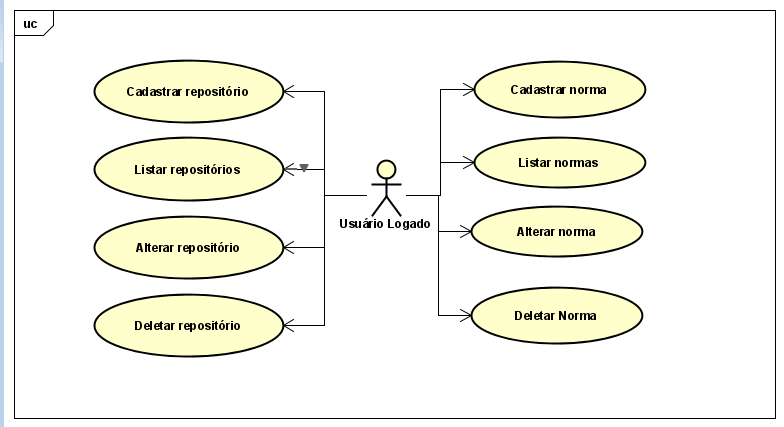 uc
Cadastrar repositório
Cadastrar norma
Listar repositórios
Listar normas
Usuário Logado
Alterar repositório
Alterar norma
Deletar repositório
Deletar Norma